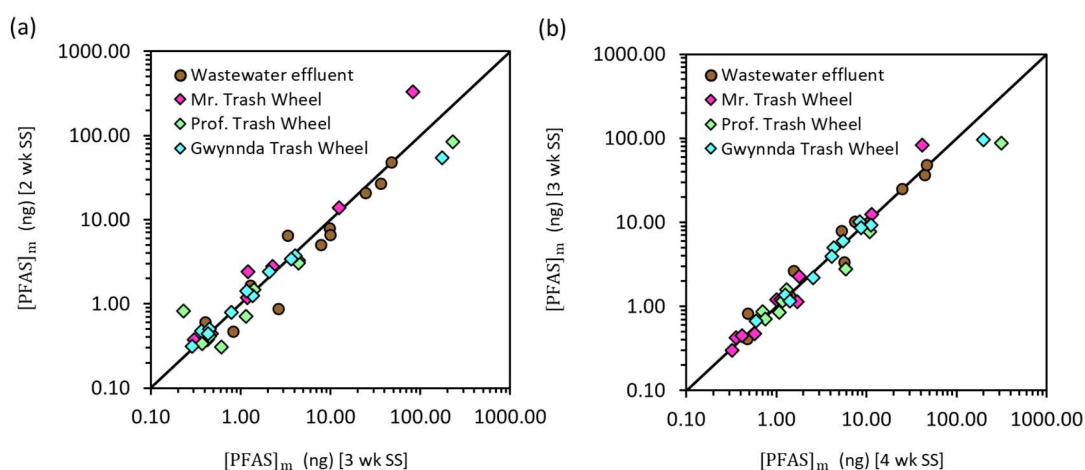 (a)
[PFAS]m (ng) [2 wk SS]
1000.00
100.00
10.00
1.00
0.10
Wastewater effluent
Mr. Trash Wheel
Prof. Trash Wheel
Gwynnda Trash Wheel
0.10 1.00 10.00 100.00 1000.00
[PFAS]m (ng) [3 wk SS]
(b)
[PFAS]m (ng) [3 wk SS]
1000.00
100.00
10.00
1.00
0.10
Wastewater effluent
Mr. Trash Wheel
Prof. Trash Wheel
Gwynnda Trash Wheel
0.10 1.00 10.00 100.00 1000.00
[PFAS]m (ng) [4 wk SS]